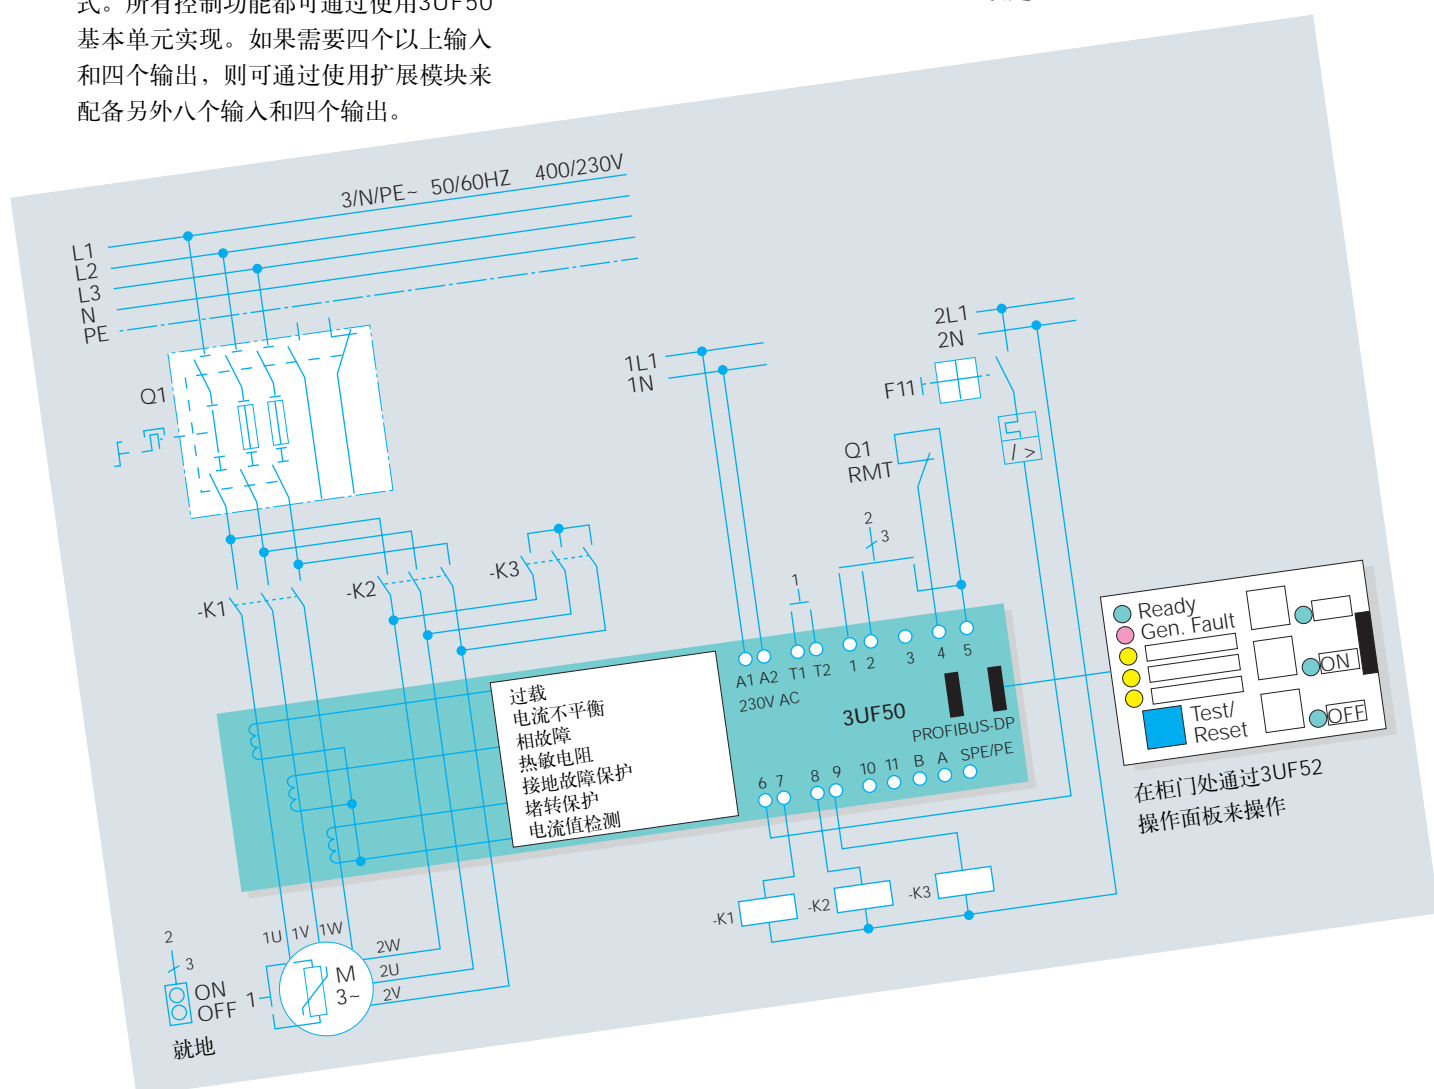 式。所有控制功能都可通过使用3UF50
基本单元实现。如果需要四个以上输入
和四个输出，则可通过使用扩展模块来
配备另外八个输入和四个输出。
3/N/PE~ 50/60HZ 400/230V
L1
L2
L3
N
PE
Q1
1L1
1N
2L1
2N
F11
I >
Q1
RMT
2
3
1
-K1
-K2
-K3
A1 A2 T1 T2 1 2 3 4 5
230V AC
3UF50
PROFIBUS-DP
6 7 8 9 10 11 B A SPE/PE
过载
电流不平衡
相故障
热敏电阻
接地故障保护
堵转保护
电流值检测
Ready
Gen. Fault
ON
Test/
Reset
OFF
在柜门处通过3UF52
操作面板来操作
-K1
-K2
-K3
1U 1V 1W
2W
2U
2V
M
3~
1
2
3
ON
OFF
就地